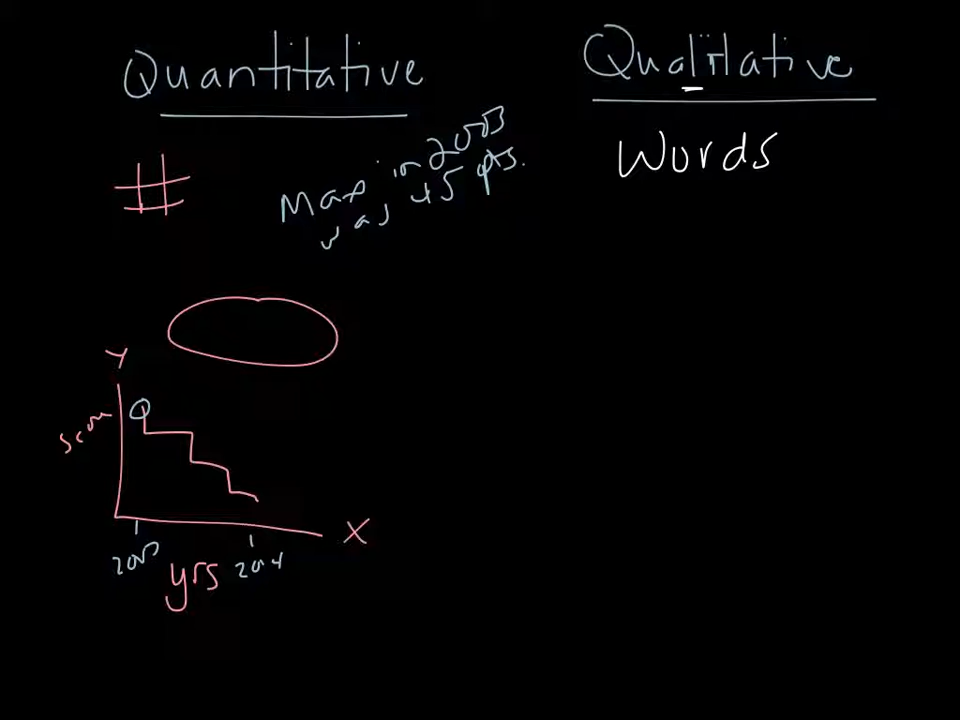 Quantitative
Qualitative
#
Max in 2003
was 45 pts.
Words
Y
Score
X
yrs